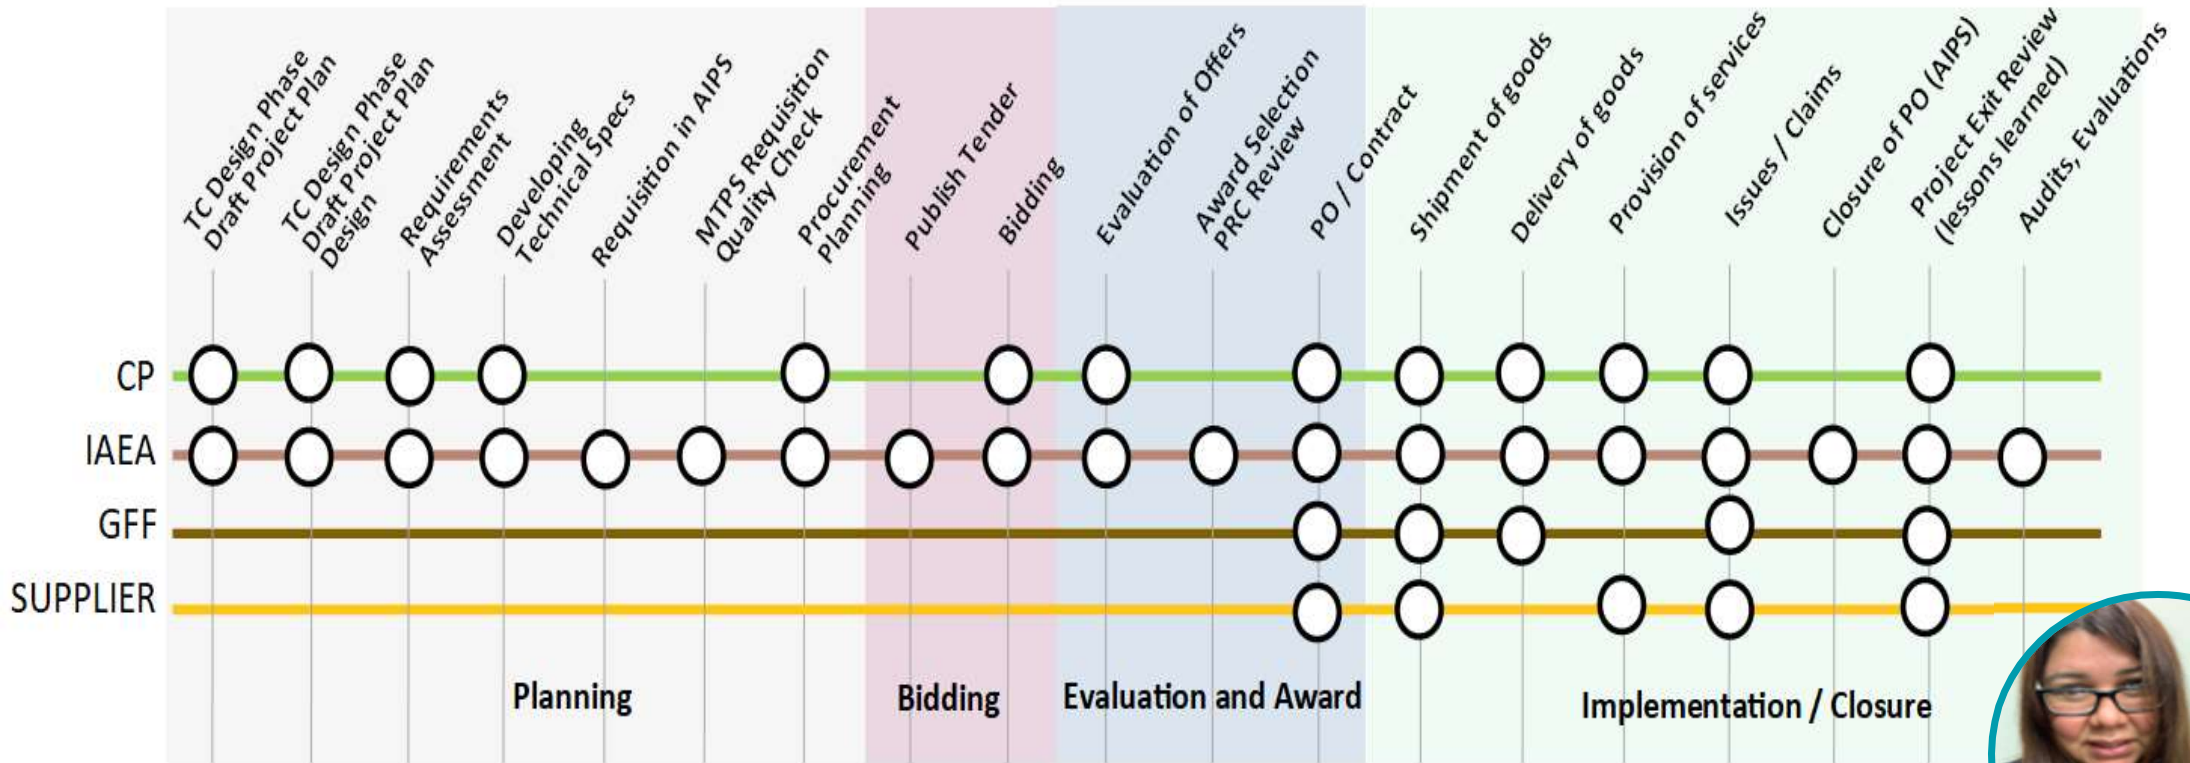 TC Design Phase
Draft Project Plan
TC Design Phase
Draft Project Plan
Design
Requirements
Assessment
Developing
Technical Specs
Requisition in AIPS
MTPS Requisition
Quality Check
Procurement
Planning
Publish Tender
Bidding
Evaluation of Offers
Award Selection
PRC Review
PO / Contract
Shipment of goods
Delivery of goods
Provision of services
Issues / Claims
Closure of PO (AIPS)
Project Exit Review
(lessons learned)
Audits, Evaluations
CP
IAEA
GFF
SUPPLIER
Planning
Bidding
Evaluation and Award
Implementation / Closure